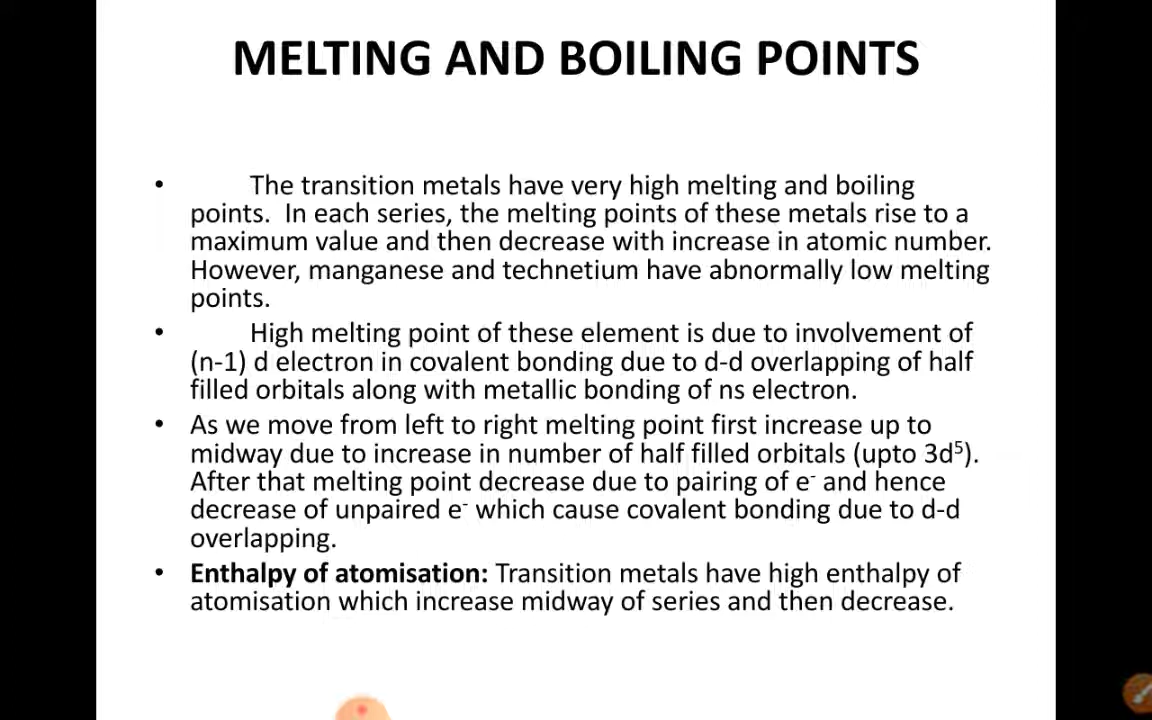 MELTING AND BOILING POINTS
• The transition metals have very high melting and boiling
points. In each series, the melting points of these metals rise to a
maximum value and then decrease with increase in atomic number.
However, manganese and technetium have abnormally low melting
points.
• High melting point of these element is due to involvement of
(n-1) d electron in covalent bonding due to d-d overlapping of half
filled orbitals along with metallic bonding of ns electron.
• As we move from left to right melting point first increase up to
midway due to increase in number of half filled orbitals (upto 3d⁵).
After that melting point decrease due to pairing of e⁻ and hence
decrease of unpaired e⁻ which cause covalent bonding due to d-d
overlapping.
• Enthalpy of atomisation: Transition metals have high enthalpy of
atomisation which increase midway of series and then decrease.